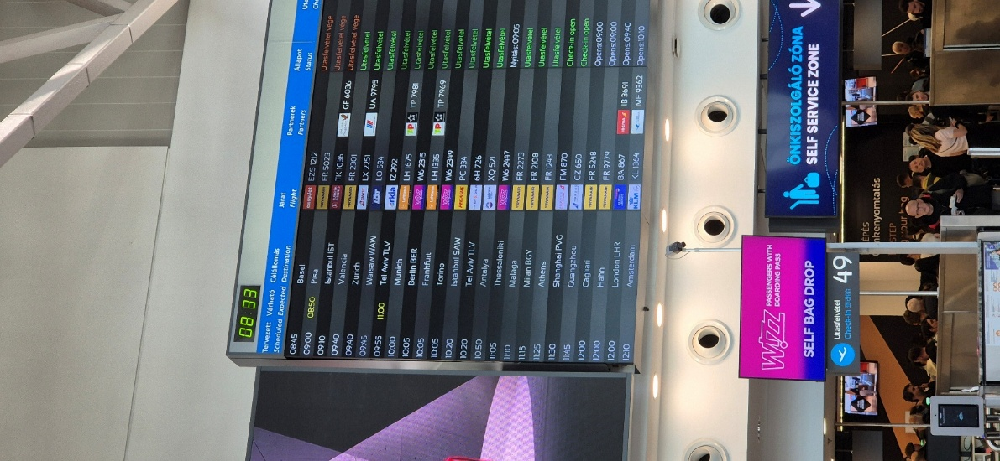 08:33
Tervezett Várható Célállomás Járat Partnerek Állapot
Scheduled Expected Destination Flight Partners Status
08:45 Basel easyJet EZS 1212 Utasfelvétel vége
09:00 08:50 Pisa FR 5023 Utasfelvétel vége
09:10 Istanbul IST TK 1036 GF 6036 Utasfelvétel vége
09:40 Valencia FR 2301 Utasfelvétel
09:40 Zurich LX 2251 UA 9795 Utasfelvétel
09:45 Warsaw WAW LOT LO 534 Utasfelvétel
09:55 11:00 Tel Aviv TLV arkia IZ 292 Utasfelvétel
10:00 Munich LH 1675 TP 7981 Utasfelvétel
10:05 Berlin BER W6 2315 Utasfelvétel
10:05 Frankfurt LH 1335 TP 7969 Utasfelvétel
10:05 Torino W6 2349 Utasfelvétel
10:20 Istanbul SAW PC 334 Utasfelvétel
10:20 Tel Aviv TLV 6H 726 Utasfelvétel
10:50 Antalya XQ 521 Utasfelvétel
11:05 Thessaloniki W6 2447 Utasfelvétel
11:10 Malaga FR 2273 Nyitás:09:05
11:15 Milan BGY FR 2108 Utasfelvétel
11:25 Athens FR 1243 Utasfelvétel
11:30 Shanghai PVG FM 870 Utasfelvétel
11:45 Guangzhou CZ 650 Check-in open
12:00 Cagliari FR 5248 Check-in open
12:00 Hahn FR 9779 Opens:09:00
12:00 London LHR BA 867 IB 3691 Opens:09:00
12:10 Amsterdam KLM KL 1364 MF 9362 Opens:09:40
Opens:10:10
ÖNKISZOLGÁLÓ ZÓNA
SELF SERVICE ZONE
WIZZ PASSENGERS WITH
BOARDING PASS
SELF BAG DROP
Utasfelvétel
Check-in
49